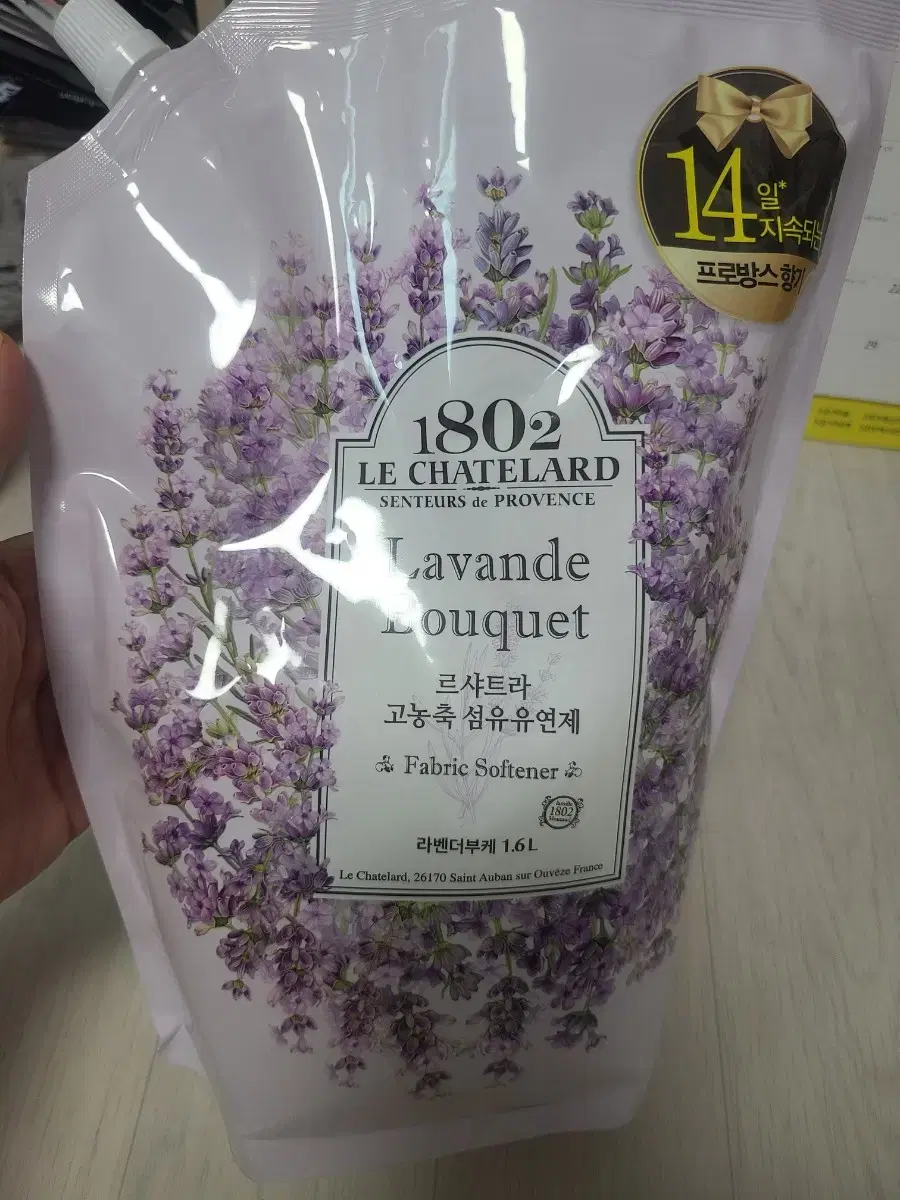 14일*
지속되는
프로방스 향기
1802
LE CHATELARD
SENTEURS de PROVENCE
Lavande
Bouquet
르샤트라
고농축 섬유유연제
Fabric Softener
1802
라벤더부케 1.6L
Le Chatelard, 26170 Saint Auban sur Ouvèze France